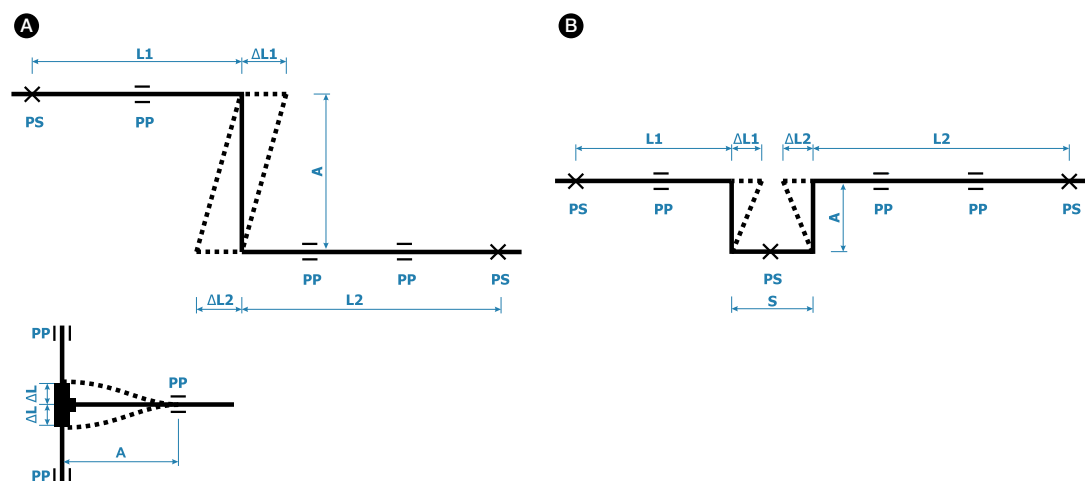 A
L1 ΔL1
PS PP
A
PP PP PS
ΔL2 L2
PP
PP
ΔL
ΔL
A
PP
B
L1 ΔL1 ΔL2 L2
PS PP A PP PP PS
PS
S